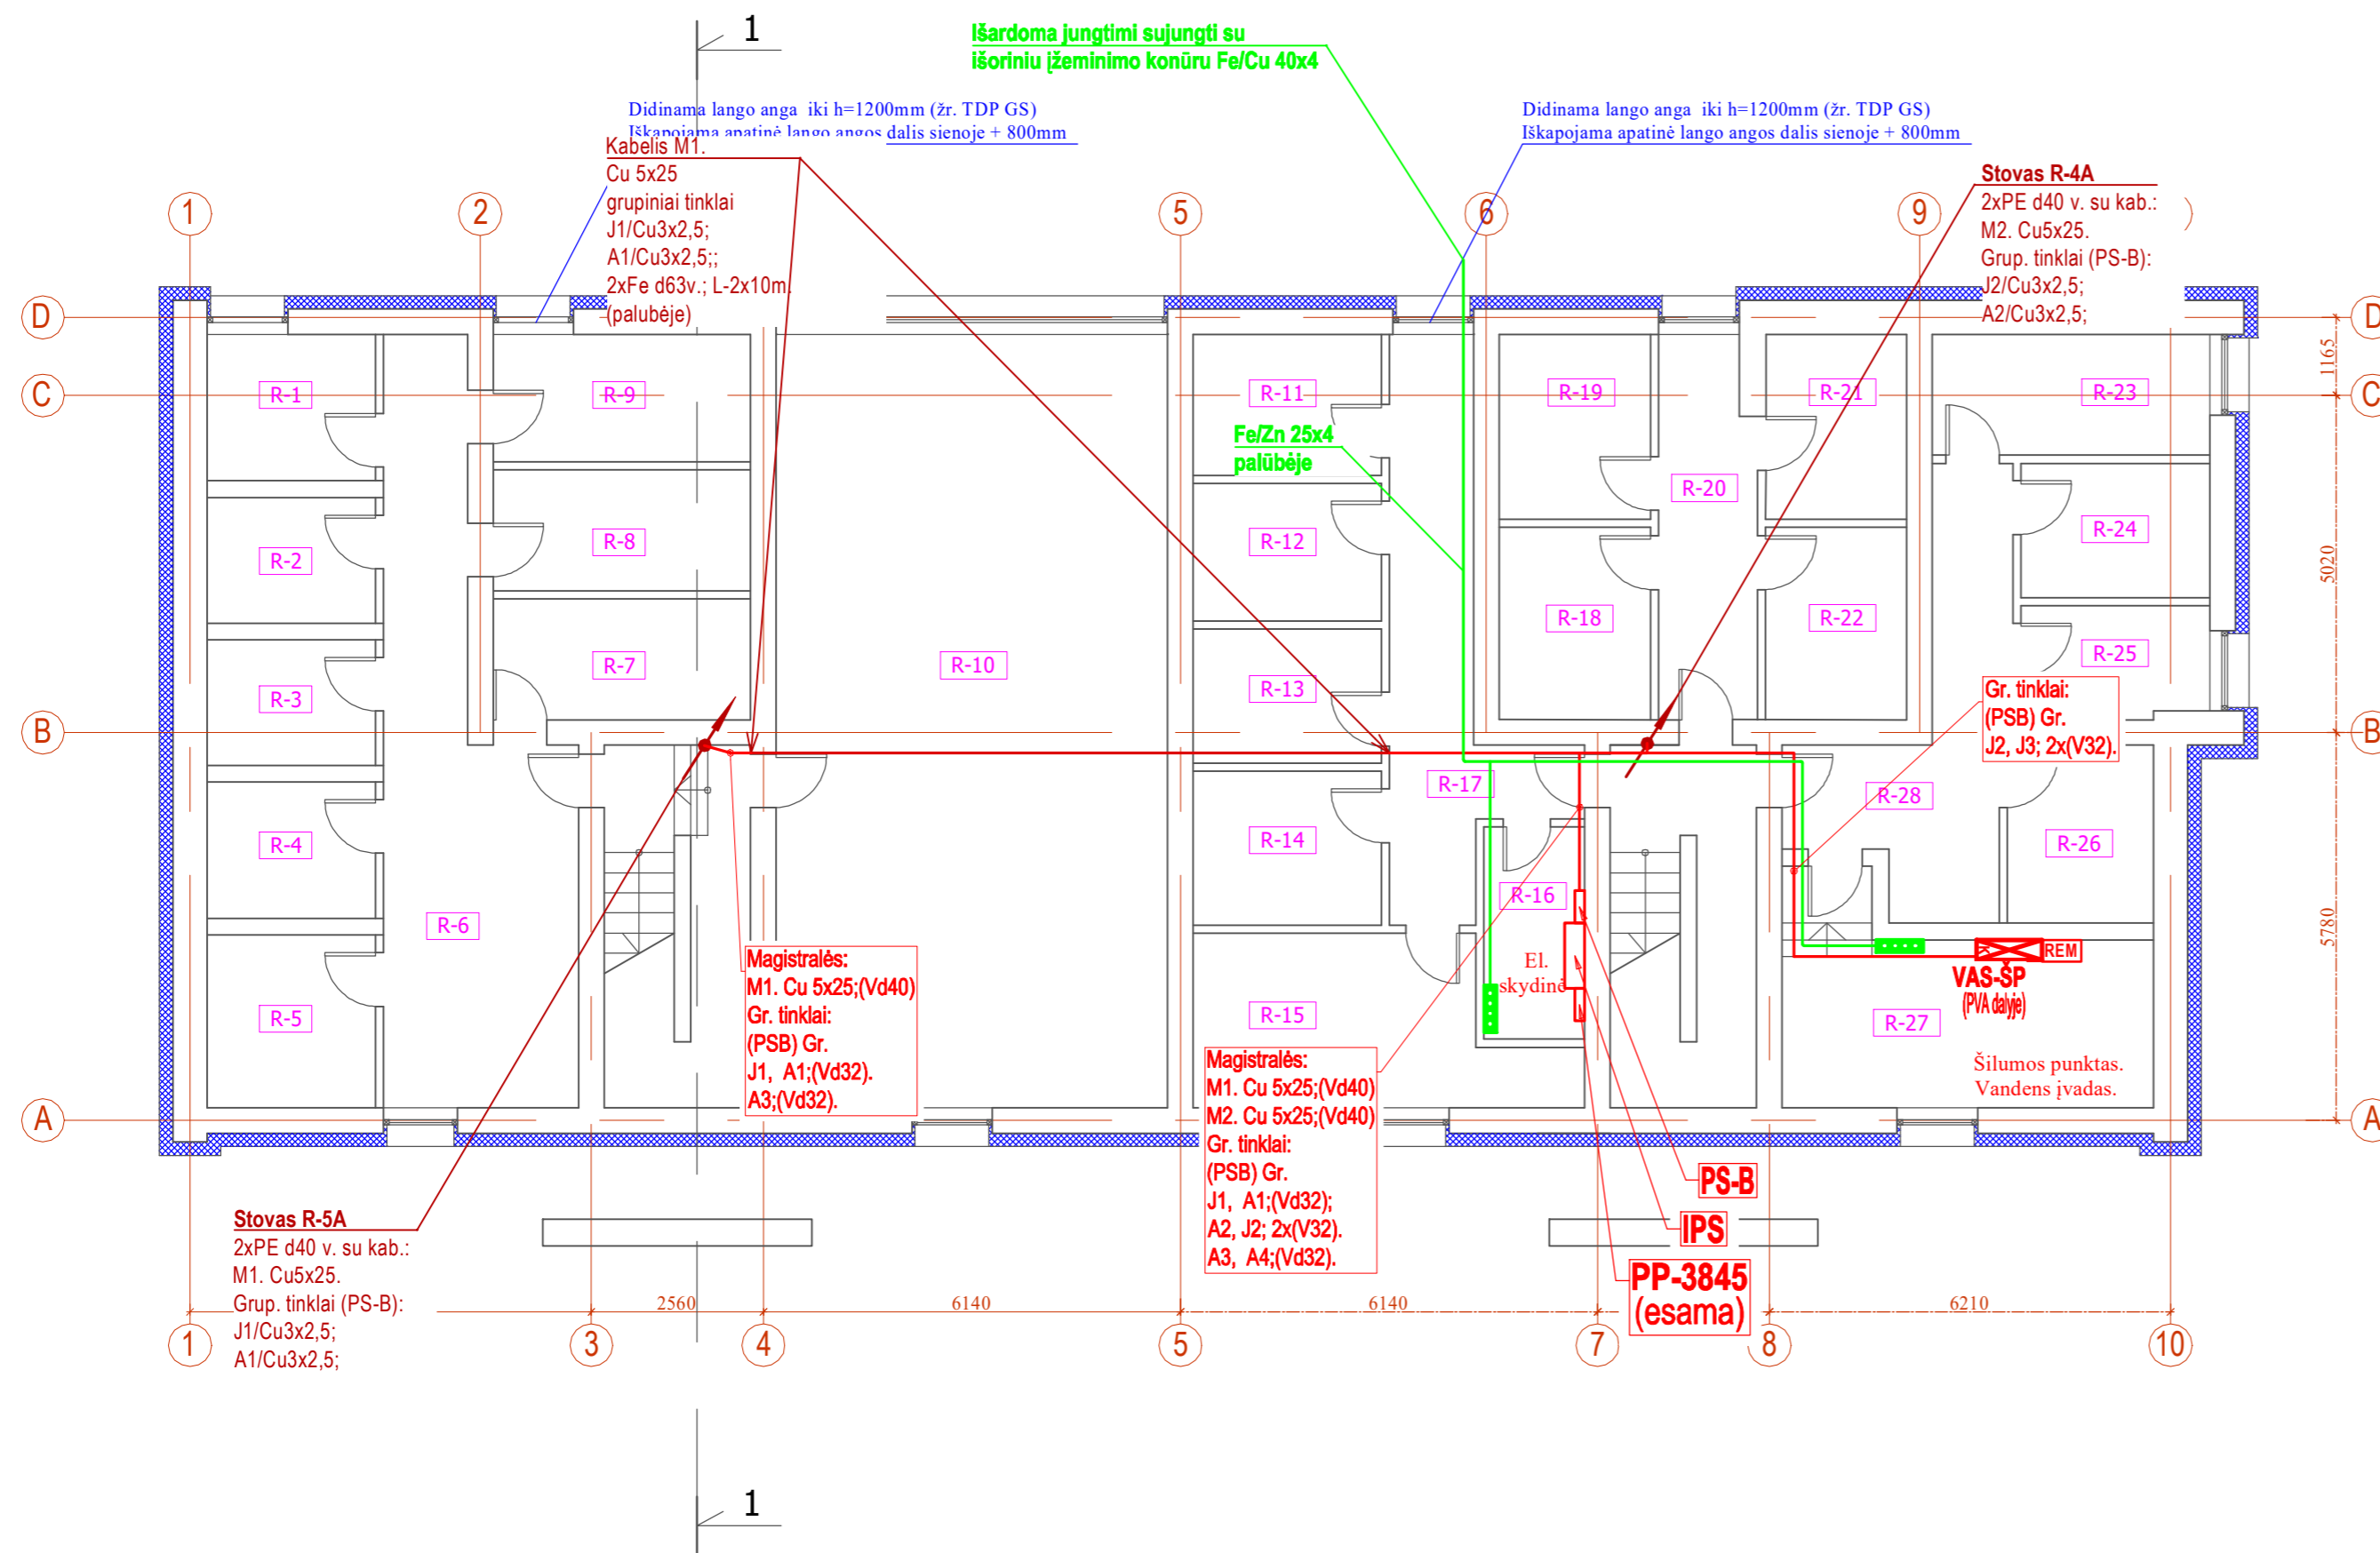 1
Išardoma jungtimi sujungti su
išoriniu įžeminimo konūru Fe/Cu 40x4
Didinama lango anga iki h=1200mm (žr. TDP GS)
Iškapojama apatinė lango angos dalis sienoje + 800mm
Didinama lango anga iki h=1200mm (žr. TDP GS)
Iškapojama apatinė lango angos dalis sienoje + 800mm
Kabelis M1.
Cu 5x25
grupiniai tinklai
J1/Cu3x2,5;
A1/Cu3x2,5;;
2xFe d63v.; L-2x10m.
(palubėje)
Stovas R-4A
2xPE d40 v. su kab.:
M2. Cu5x25.
Grup. tinklai (PS-B):
J2/Cu3x2,5;
A2/Cu3x2,5;
1
2
5
6
9
D
D
1165
C
C
R-1
R-9
R-11
R-19
R-21
R-23
Fe/Zn 25x4
palūbėje
R-20
R-2
R-8
R-12
R-24
5020
R-18
R-22
R-7
R-10
R-25
R-3
R-13
Gr. tinklai:
(PSB) Gr.
J2, J3; 2x(V32).
B
B
R-17
R-28
R-4
R-14
R-26
R-16
R-6
5780
El.
skydinė
REM
VAS-ŠP
(PVA dalyje)
Magistralės:
M1. Cu 5x25;(Vd40)
Gr. tinklai:
(PSB) Gr.
J1, A1;(Vd32).
A3;(Vd32).
R-5
R-15
R-27
Šilumos punktas.
Vandens įvadas.
Magistralės:
M1. Cu 5x25;(Vd40)
M2. Cu 5x25;(Vd40)
Gr. tinklai:
(PSB) Gr.
J1, A1;(Vd32);
A2, J2; 2x(V32).
A3, A4;(Vd32).
A
A
PS-B
IPS
PP-3845
(esama)
Stovas R-5A
2xPE d40 v. su kab.:
M1. Cu5x25.
Grup. tinklai (PS-B):
J1/Cu3x2,5;
A1/Cu3x2,5;
2560
6140
6140
6210
1
3
4
5
7
8
10
1